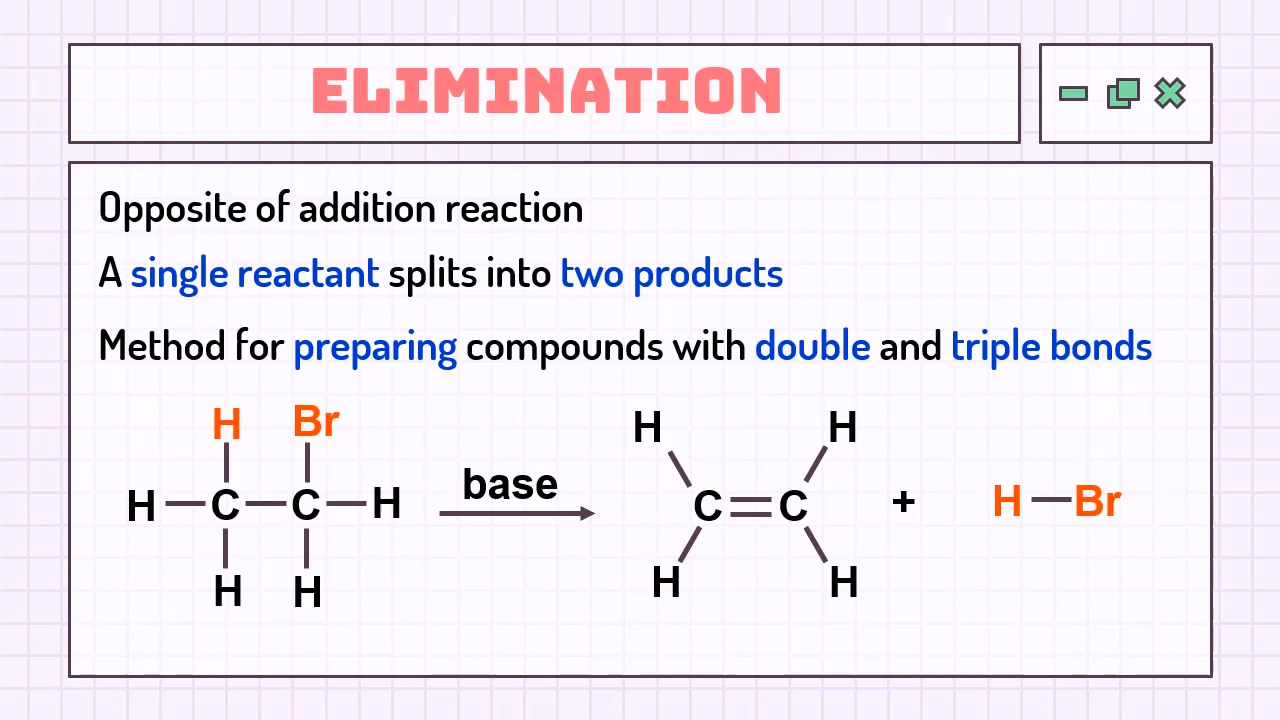 ELIMINATION
Opposite of addition reaction
A single reactant splits into two products
Method for preparing compounds with double and triple bonds
H Br H H
H C C H base C C + H Br
H H H H